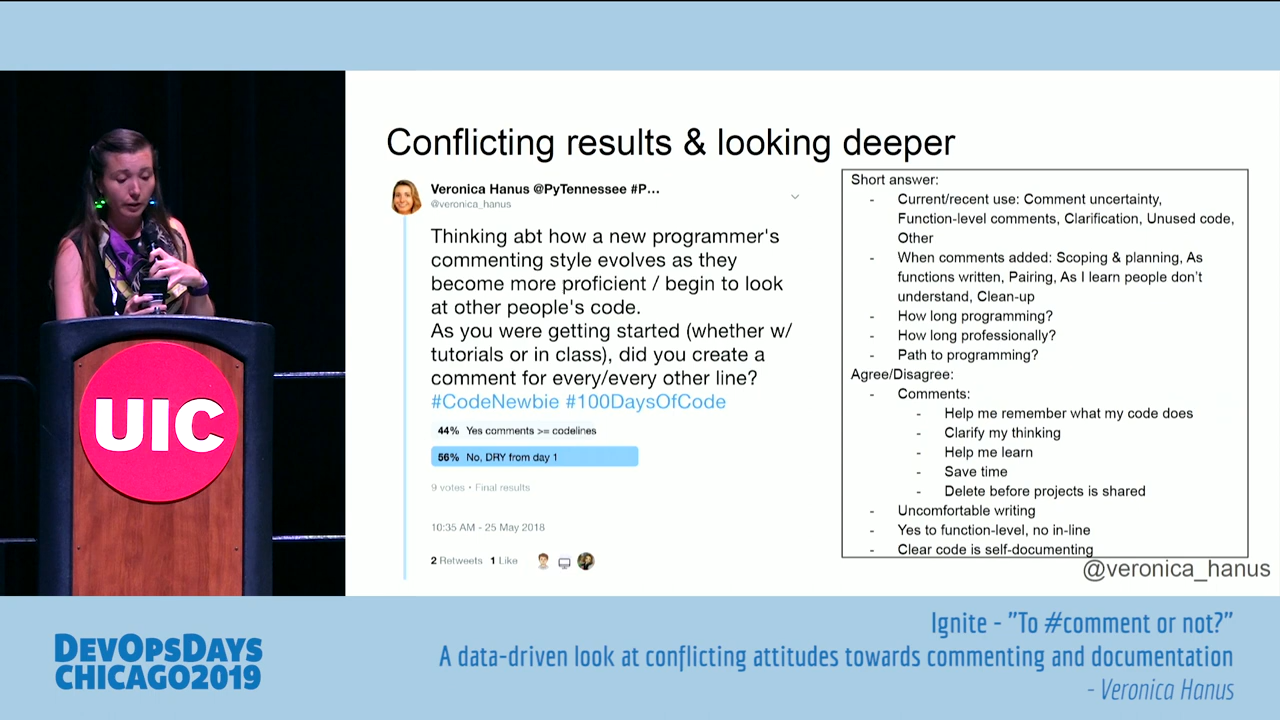 Conflicting results & looking deeper
Veronica Hanus @PyTennessee #P...
@veronica_hanus
Thinking abt how a new programmer's
commenting style evolves as they
become more proficient / begin to look
at other people's code.
As you were getting started (whether w/
tutorials or in class), did you create a
comment for every/every other line?
#CodeNewbie #100DaysOfCode
44% Yes comments >= codelines
56% No, DRY from day 1
9 votes • Final results
10:35 AM - 25 May 2018
2 Retweets 1 Like
Short answer:
- Current/recent use: Comment uncertainty,
Function-level comments, Clarification, Unused code,
Other
- When comments added: Scoping & planning, As
functions written, Pairing, As I learn people don't
understand, Clean-up
- How long programming?
- How long professionally?
- Path to programming?
Agree/Disagree:
- Comments:
- Help me remember what my code does
- Clarify my thinking
- Help me learn
- Save time
- Delete before projects is shared
- Uncomfortable writing
- Yes to function-level, no in-line
- Clear code is self-documenting
@veronica_hanus
UIC
DevOpsDays
CHICAGO2019
Ignite - "To #comment or not?"
A data-driven look at conflicting attitudes towards commenting and documentation
- Veronica Hanus